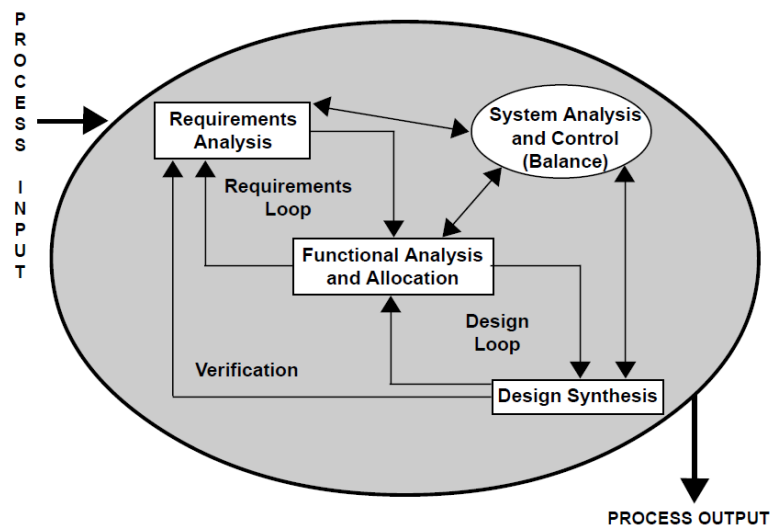 PROCESS INPUT
Requirements
Analysis
System Analysis
and Control
(Balance)
Requirements
Loop
Functional Analysis
and Allocation
Design
Loop
Verification
Design Synthesis
PROCESS OUTPUT